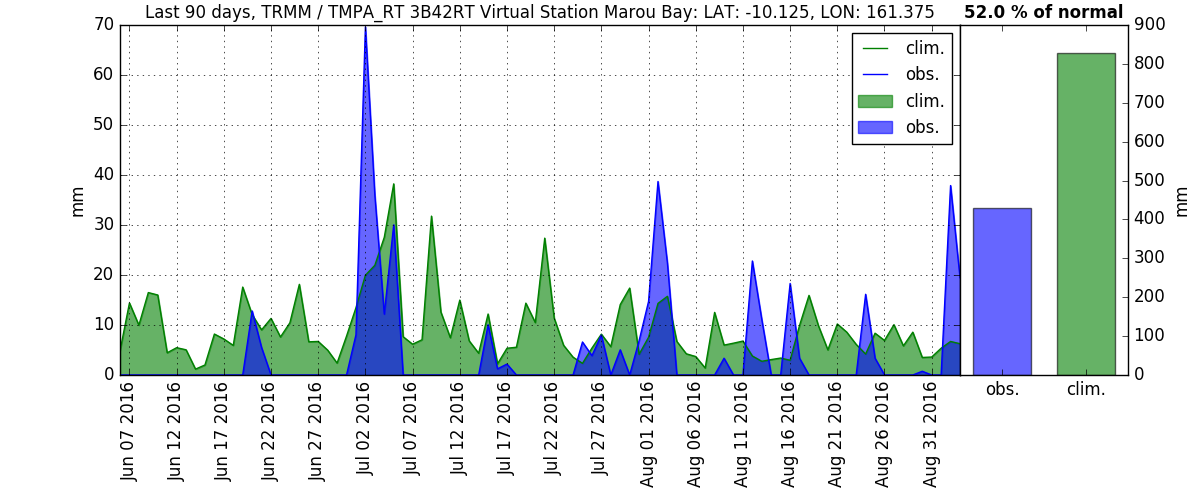 Last 90 days, TRMM / TMPA_RT 3B42RT Virtual Station Marou Bay: LAT: -10.125, LON: 161.375
52.0 % of normal
70
60
50
40
30
20
10
0
mm
clim.
obs.
clim.
obs.
900
800
700
600
500
400
300
200
100
0
mm
Jun 07 2016
Jun 12 2016
Jun 17 2016
Jun 22 2016
Jun 27 2016
Jul 02 2016
Jul 07 2016
Jul 12 2016
Jul 17 2016
Jul 22 2016
Jul 27 2016
Aug 01 2016
Aug 06 2016
Aug 11 2016
Aug 16 2016
Aug 21 2016
Aug 26 2016
Aug 31 2016
obs.
clim.